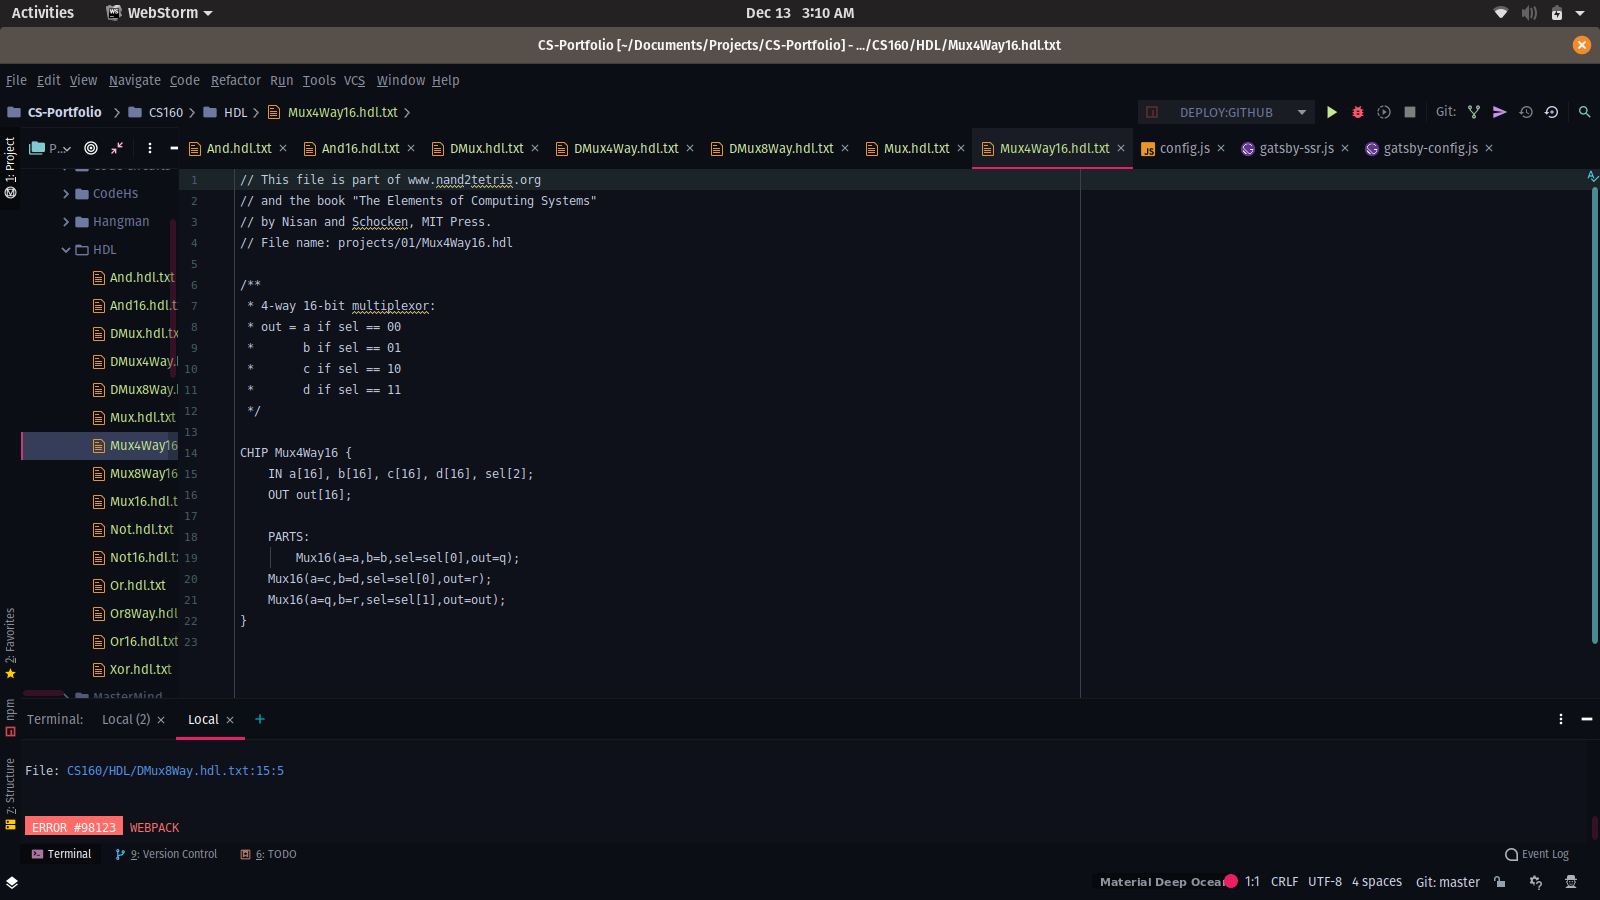 Activities WebStorm Dec 13 3:10 AM
CS-Portfolio [~/Documents/Projects/CS-Portfolio] - .../CS160/HDL/Mux4Way16.hdl.txt
File Edit View Navigate Code Refactor Run Tools VCS Window Help
CS-Portfolio CS160 HDL Mux4Way16.hdl.txt DEPLOY:GITHUB Git:
1: Project
P... And.hdl.txt And16.hdl.txt DMux.hdl.txt DMux4Way.hdl.txt DMux8Way.hdl.txt Mux.hdl.txt Mux4Way16.hdl.txt config.js gatsby-ssr.js gatsby-config.js
CodeHs
Hangman
HDL
And.hdl.txt
And16.hdl.t
DMux.hdl.tx
DMux4Way.
DMux8Way.
Mux.hdl.txt
Mux4Way16
Mux8Way16
Mux16.hdl.t
Not.hdl.txt
Not16.hdl.t
Or.hdl.txt
Or8Way.hdl
Or16.hdl.txt
Xor.hdl.txt
MasterMind
1 // This file is part of www.nand2tetris.org
2 // and the book "The Elements of Computing Systems"
3 // by Nisan and Schocken, MIT Press.
4 // File name: projects/01/Mux4Way16.hdl
5
6 /**
7 * 4-way 16-bit multiplexor:
8 * out = a if sel == 00
9 * b if sel == 01
10 * c if sel == 10
11 * d if sel == 11
12 */
13
14 CHIP Mux4Way16 {
15 IN a[16], b[16], c[16], d[16], sel[2];
16 OUT out[16];
17
18 PARTS:
19 Mux16(a=a,b=b,sel=sel[0],out=q);
20 Mux16(a=c,b=d,sel=sel[0],out=r);
21 Mux16(a=q,b=r,sel=sel[1],out=out);
22 }
23
2: Favorites
npm
7: Structure
Terminal: Local (2) Local
File: CS160/HDL/DMux8Way.hdl.txt:15:5
ERROR #98123 WEBPACK
Terminal 9: Version Control 6: TODO Event Log
Material Deep Ocea 1:1 CRLF UTF-8 4 spaces Git: master